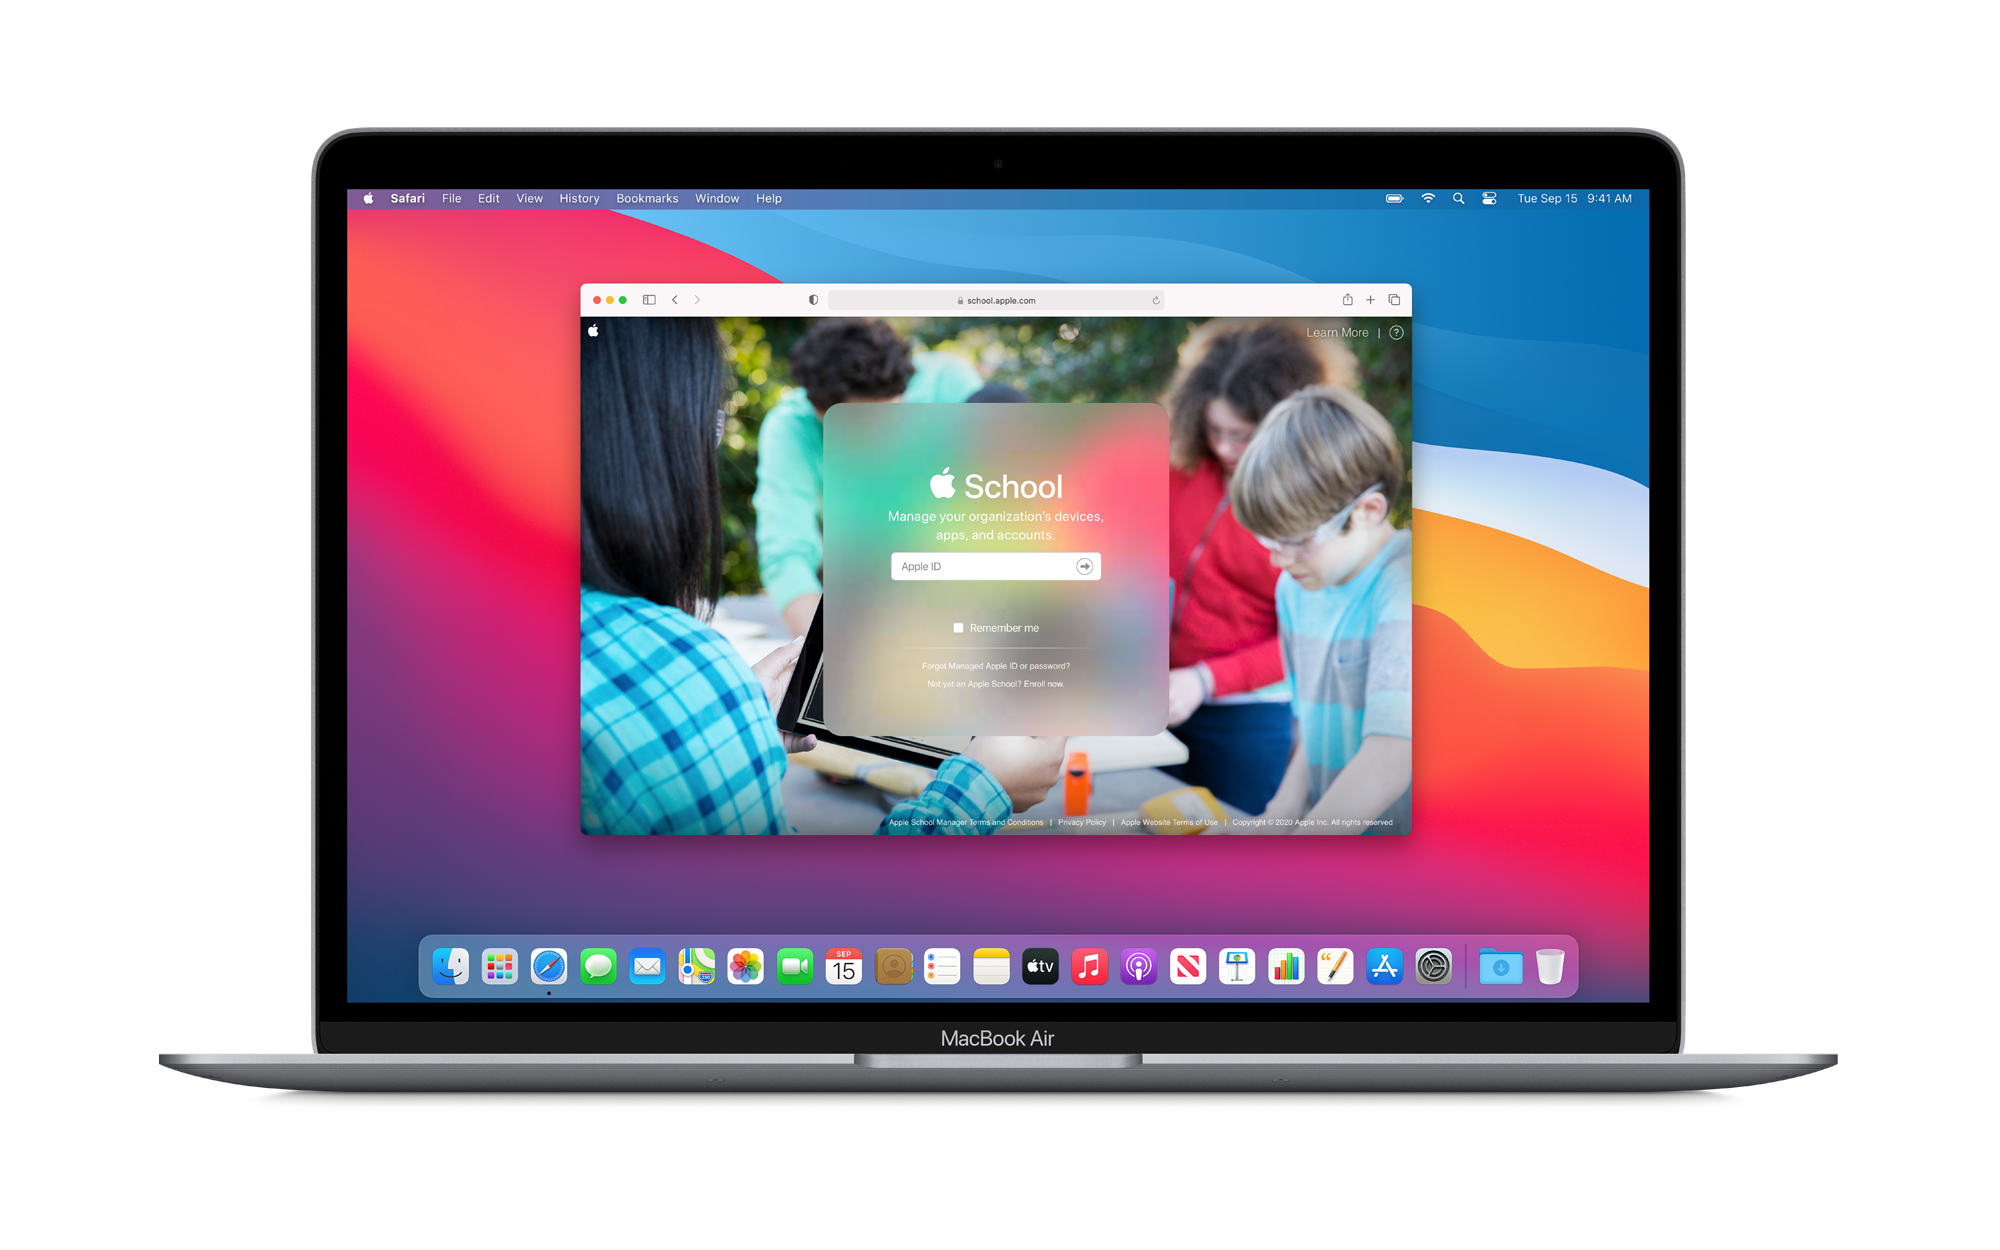 Safari File Edit View History Bookmarks Window Help Tue Sep 15 9:41 AM
school.apple.com
Learn More | ?
School
Manage your organization's devices,
apps, and accounts.
Apple ID
Remember me
Forgot Managed Apple ID or password?
Not yet an Apple School? Enroll now.
Apple School Manager Terms and Conditions | Privacy Policy | Apple Website Terms of Use | Copyright © 2020 Apple Inc. All rights reserved
SEP
15
tv
280
MacBook Air